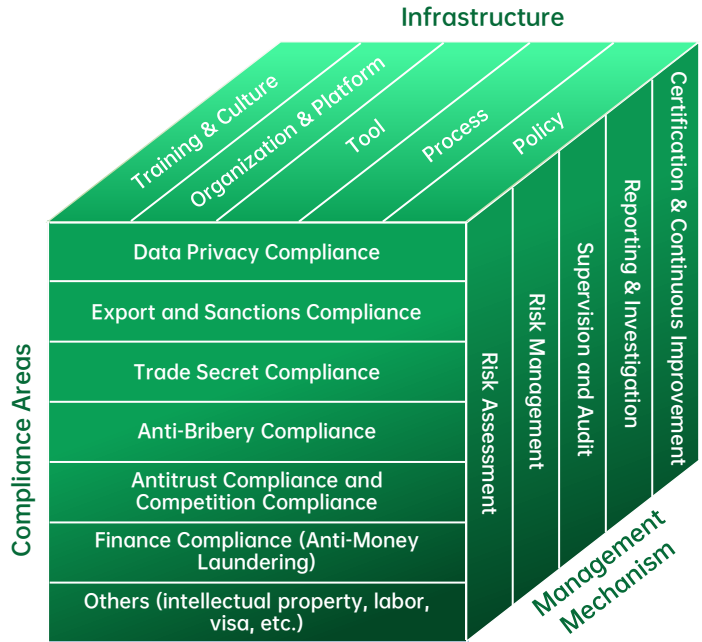 Infrastructure
Training & Culture
Organization & Platform
Tool
Process
Policy
Compliance Areas
Data Privacy Compliance
Export and Sanctions Compliance
Trade Secret Compliance
Anti-Bribery Compliance
Antitrust Compliance and
Competition Compliance
Finance Compliance (Anti-Money
Laundering)
Others (intellectual property, labor,
visa, etc.)
Risk Assessment
Risk Management
Supervision and Audit
Reporting & Investigation
Certification & Continuous Improvement
Management
Mechanism